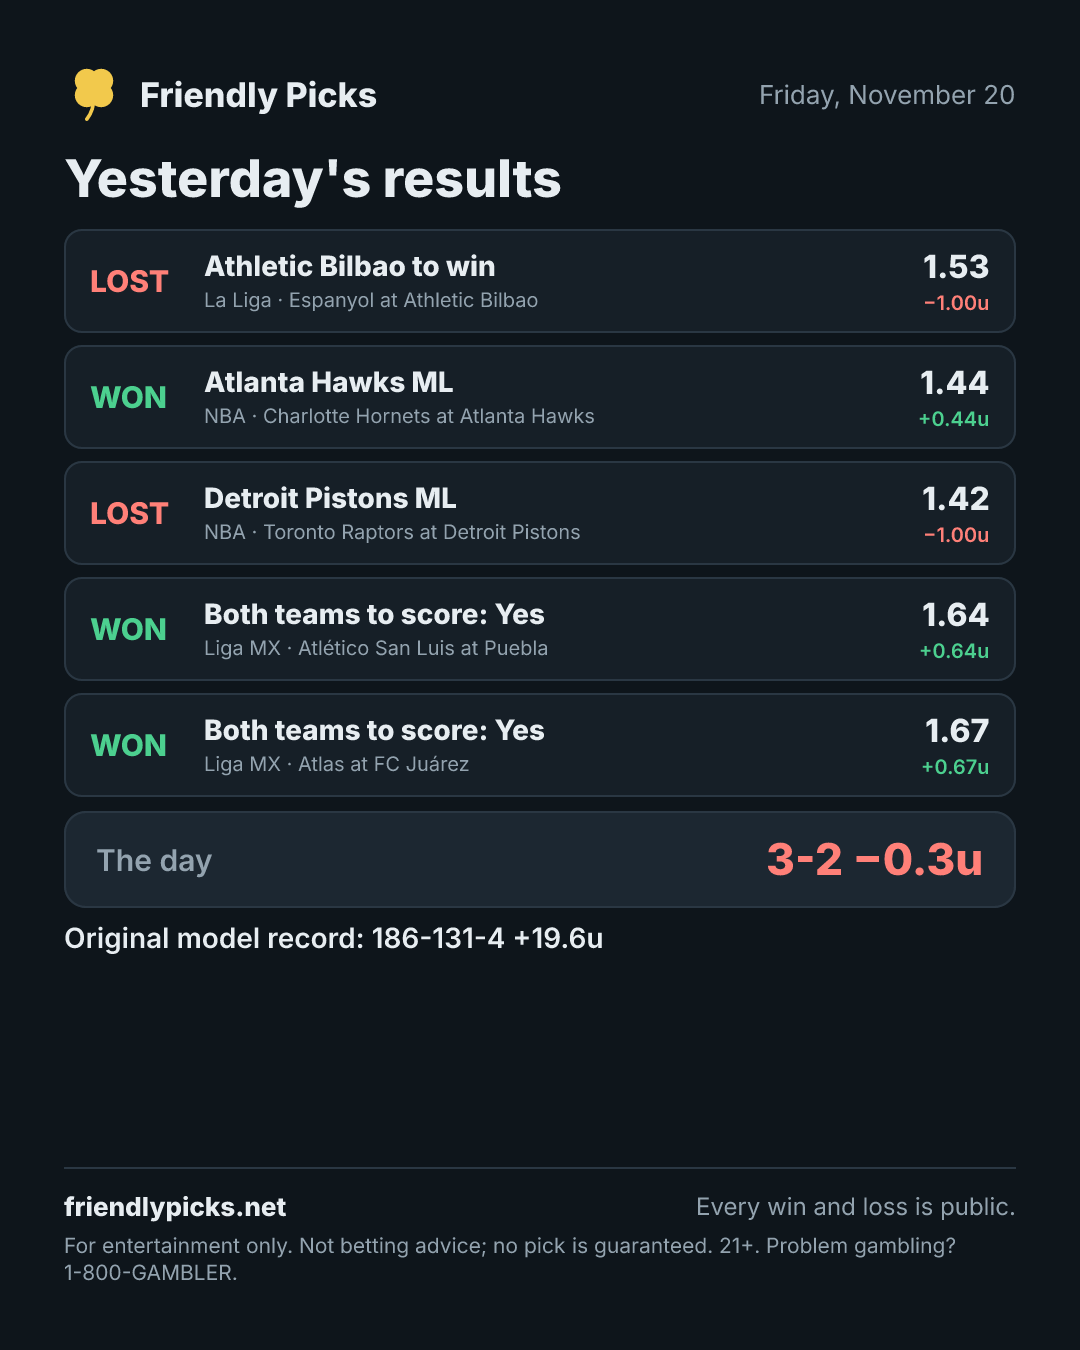 Friendly Picks
Friday, November 20
Yesterday's results
LOST
Athletic Bilbao to win
La Liga · Espanyol at Athletic Bilbao
1.53
−1.00u
WON
Atlanta Hawks ML
NBA · Charlotte Hornets at Atlanta Hawks
1.44
+0.44u
LOST
Detroit Pistons ML
NBA · Toronto Raptors at Detroit Pistons
1.42
−1.00u
WON
Both teams to score: Yes
Liga MX · Atlético San Luis at Puebla
1.64
+0.64u
WON
Both teams to score: Yes
Liga MX · Atlas at FC Juárez
1.67
+0.67u
The day
3-2 −0.3u
Original model record: 186-131-4 +19.6u
friendlypicks.net
Every win and loss is public.
For entertainment only. Not betting advice; no pick is guaranteed. 21+. Problem gambling?
1-800-GAMBLER.